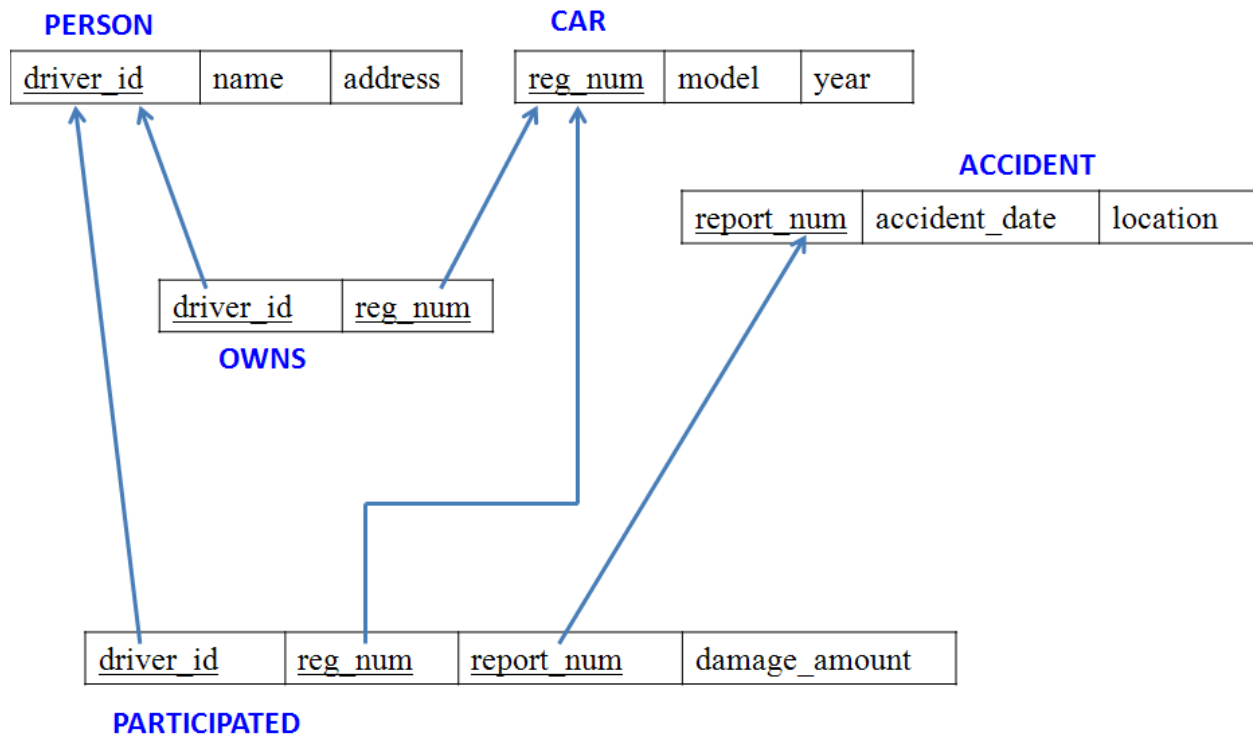 PERSON
driver_id name address
CAR
reg_num model year
ACCIDENT
report_num accident_date location
driver_id reg_num
OWNS
driver_id reg_num report_num damage_amount
PARTICIPATED